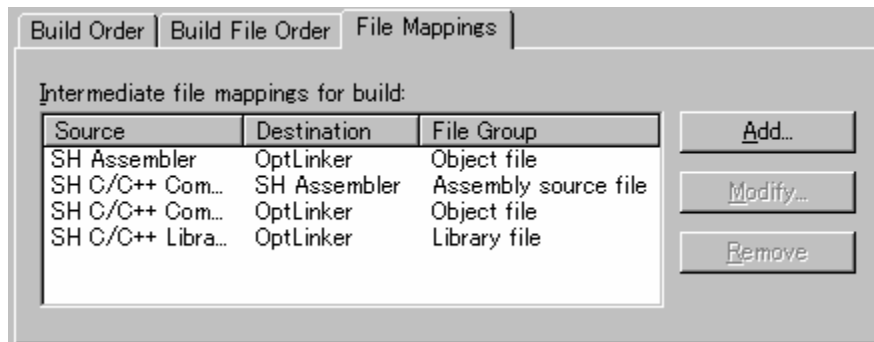 Build Order Build File Order File Mappings
Intermediate file mappings for build:
Source Destination File Group
Add...
SH Assembler OptLinker Object file
SH C/C++ Com... SH Assembler Assembly source file
Modify...
SH C/C++ Com... OptLinker Object file
SH C/C++ Libra... OptLinker Library file
Remove